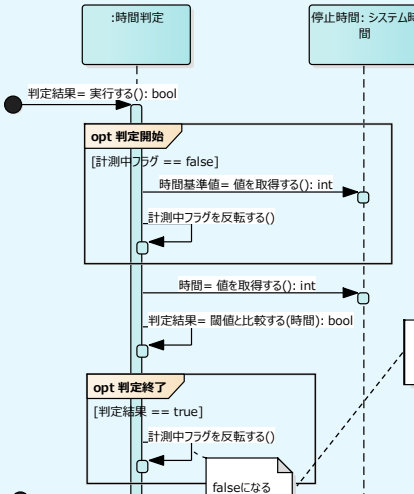 :時間判定
停止時間: システム時
間
判定結果= 実行する(): bool
opt 判定開始
[計測中フラグ == false]
時間基準値= 値を取得する(): int
計測中フラグを反転する()
時間= 値を取得する(): int
判定結果= 閾値と比較する(時間): bool
opt 判定終了
[判定結果 == true]
計測中フラグを反転する()
falseになる